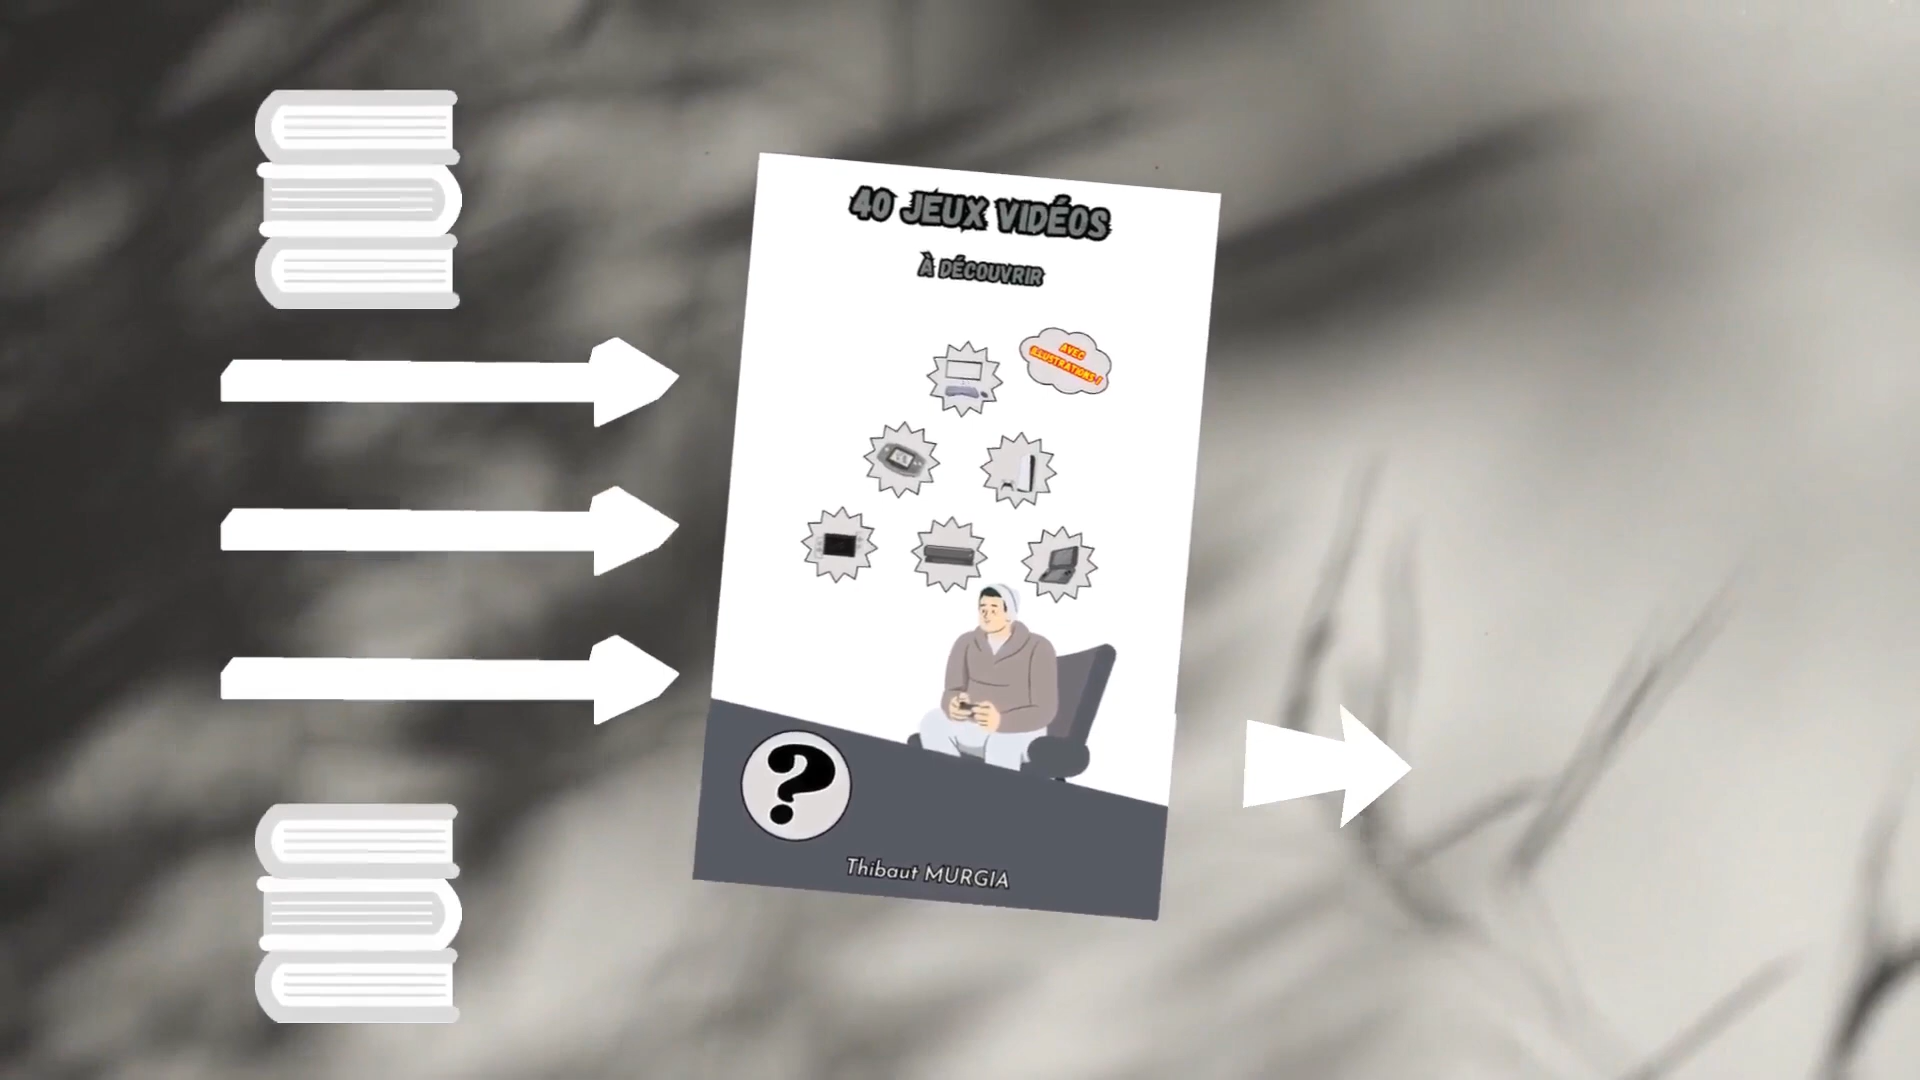 40 JEUX VIDÉOS
À DÉCOUVRIR
AVEC
ILLUSTRATIONS !
?
Thibaut MURGIA